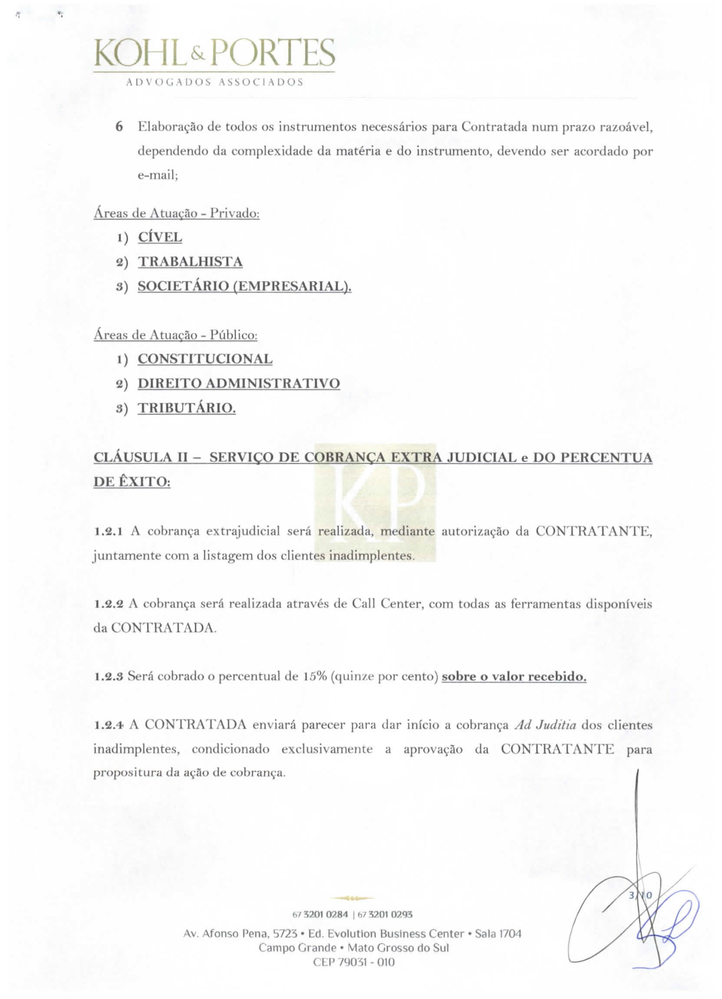 KOHL & PORTES
ADVOGADOS ASSOCIADOS
6 Elaboração de todos os instrumentos necessários para Contratada num prazo razoável,
dependendo da complexidade da matéria e do instrumento, devendo ser acordado por
e-mail;
Áreas de Atuação - Privado:
1) CÍVEL
2) TRABALHISTA
3) SOCIETÁRIO (EMPRESARIAL).
Áreas de Atuação - Público:
1) CONSTITUCIONAL
2) DIREITO ADMINISTRATIVO
3) TRIBUTÁRIO.
CLÁUSULA II – SERVIÇO DE COBRANÇA EXTRA JUDICIAL e DO PERCENTUA
DE ÊXITO:
KP
1.2.1 A cobrança extrajudicial será realizada, mediante autorização da CONTRATANTE,
juntamente com a listagem dos clientes inadimplentes.
1.2.2 A cobrança será realizada através de Call Center, com todas as ferramentas disponíveis
da CONTRATADA.
1.2.3 Será cobrado o percentual de 15% (quinze por cento) sobre o valor recebido.
1.2.4 A CONTRATADA enviará parecer para dar início a cobrança Ad Juditia dos clientes
inadimplentes, condicionado exclusivamente a aprovação da CONTRATANTE para
propositura da ação de cobrança.
3/10
67 3201 0284 | 67 3201 0293
Av. Afonso Pena, 5723 • Ed. Evolution Business Center • Sala 1704
Campo Grande • Mato Grosso do Sul
CEP 79031 - 010